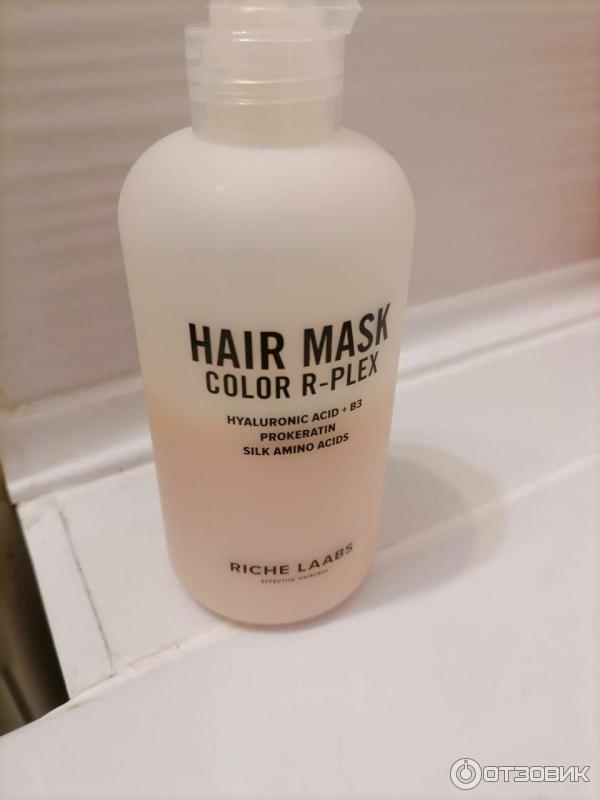 HAIR MASK
COLOR R-PLEX
HYALURONIC ACID + B3
PROKERATIN
SILK AMINO ACIDS
RICHE LAABS
EFFECTIVE HAIRCARE
ОТЗОВИК